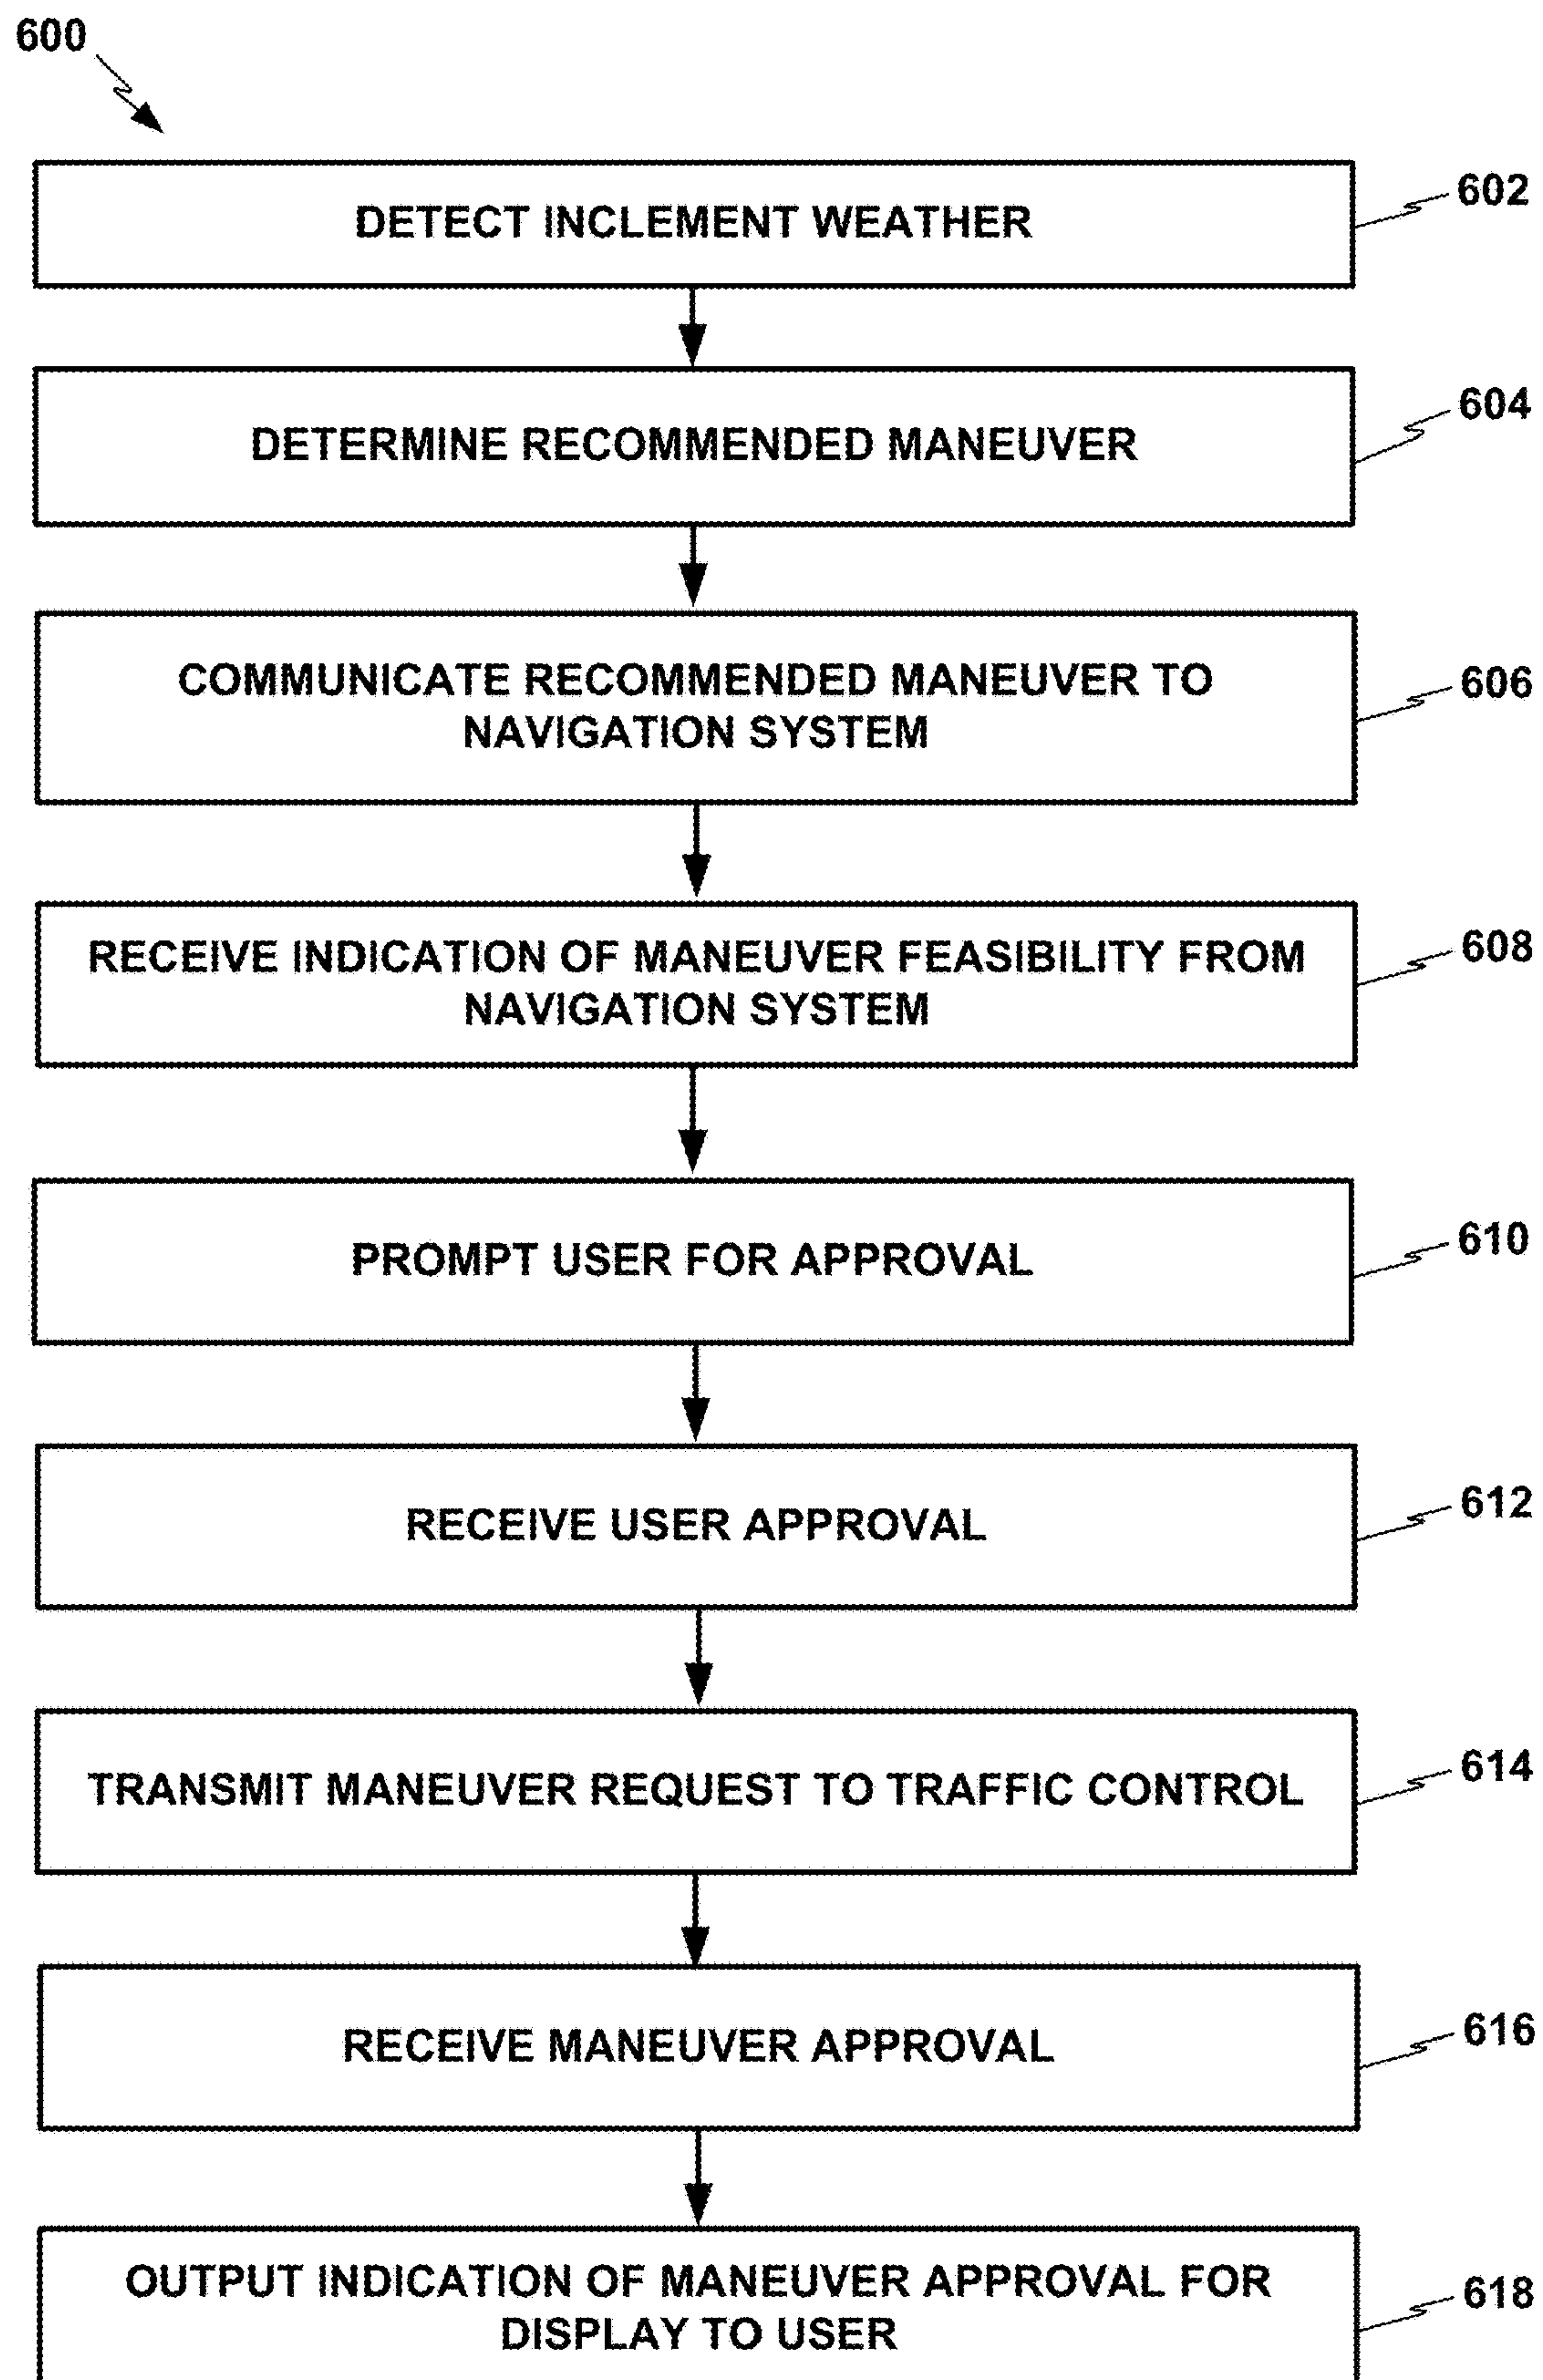 600
DETECT INCLEMENT WEATHER
602
DETERMINE RECOMMENDED MANEUVER
604
COMMUNICATE RECOMMENDED MANEUVER TO
NAVIGATION SYSTEM
606
RECEIVE INDICATION OF MANEUVER FEASIBILITY FROM
NAVIGATION SYSTEM
608
PROMPT USER FOR APPROVAL
610
RECEIVE USER APPROVAL
612
TRANSMIT MANEUVER REQUEST TO TRAFFIC CONTROL
614
RECEIVE MANEUVER APPROVAL
616
OUTPUT INDICATION OF MANEUVER APPROVAL FOR
DISPLAY TO USER
618